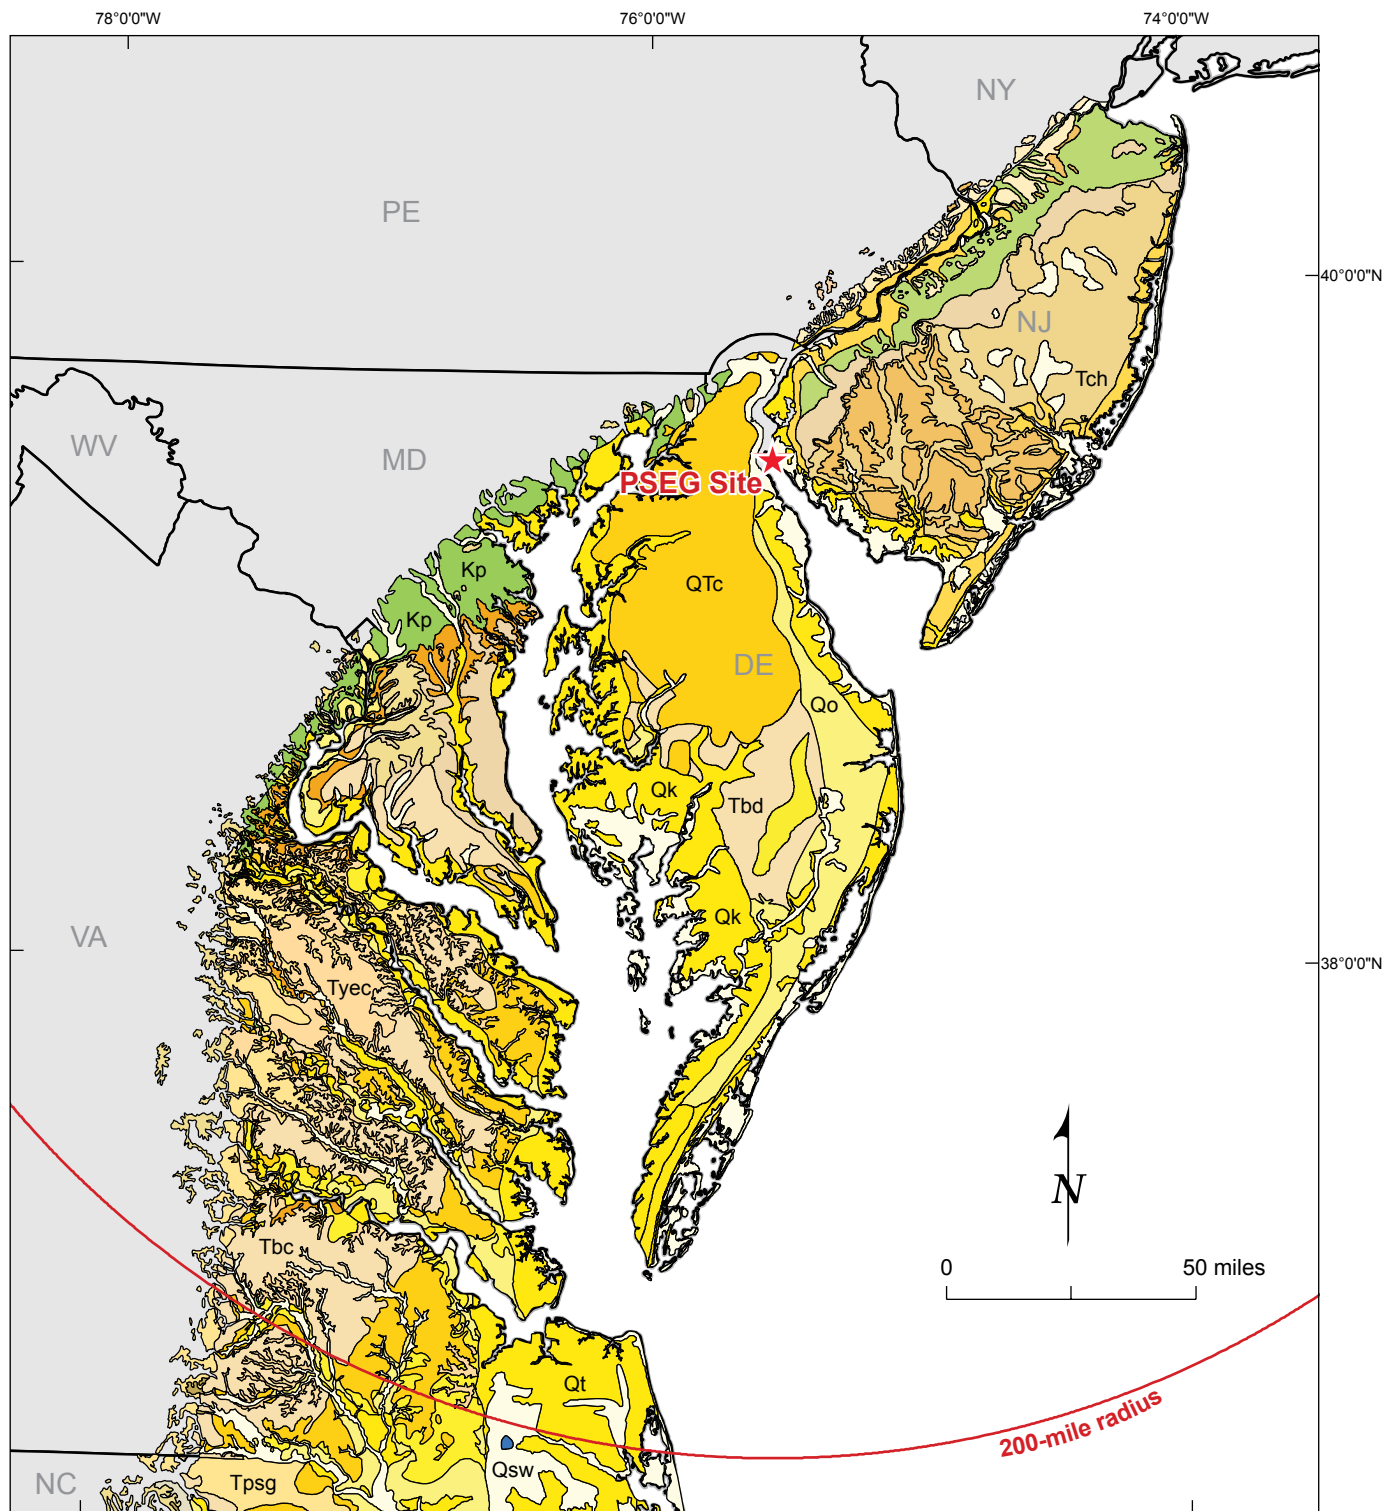 78°0'0"W
76°0'0"W
74°0'0"W
NY
PE
40°0'0"N
NJ
Tch
WV
MD
PSEG Site
Kp
QTc
Kp
DE
Qo
Qk
Tbd
Qk
VA
38°0'0"N
Tyec
N
Tbc
0 50 miles
Qt
200-mile radius
Qsw
NC
Tpsg